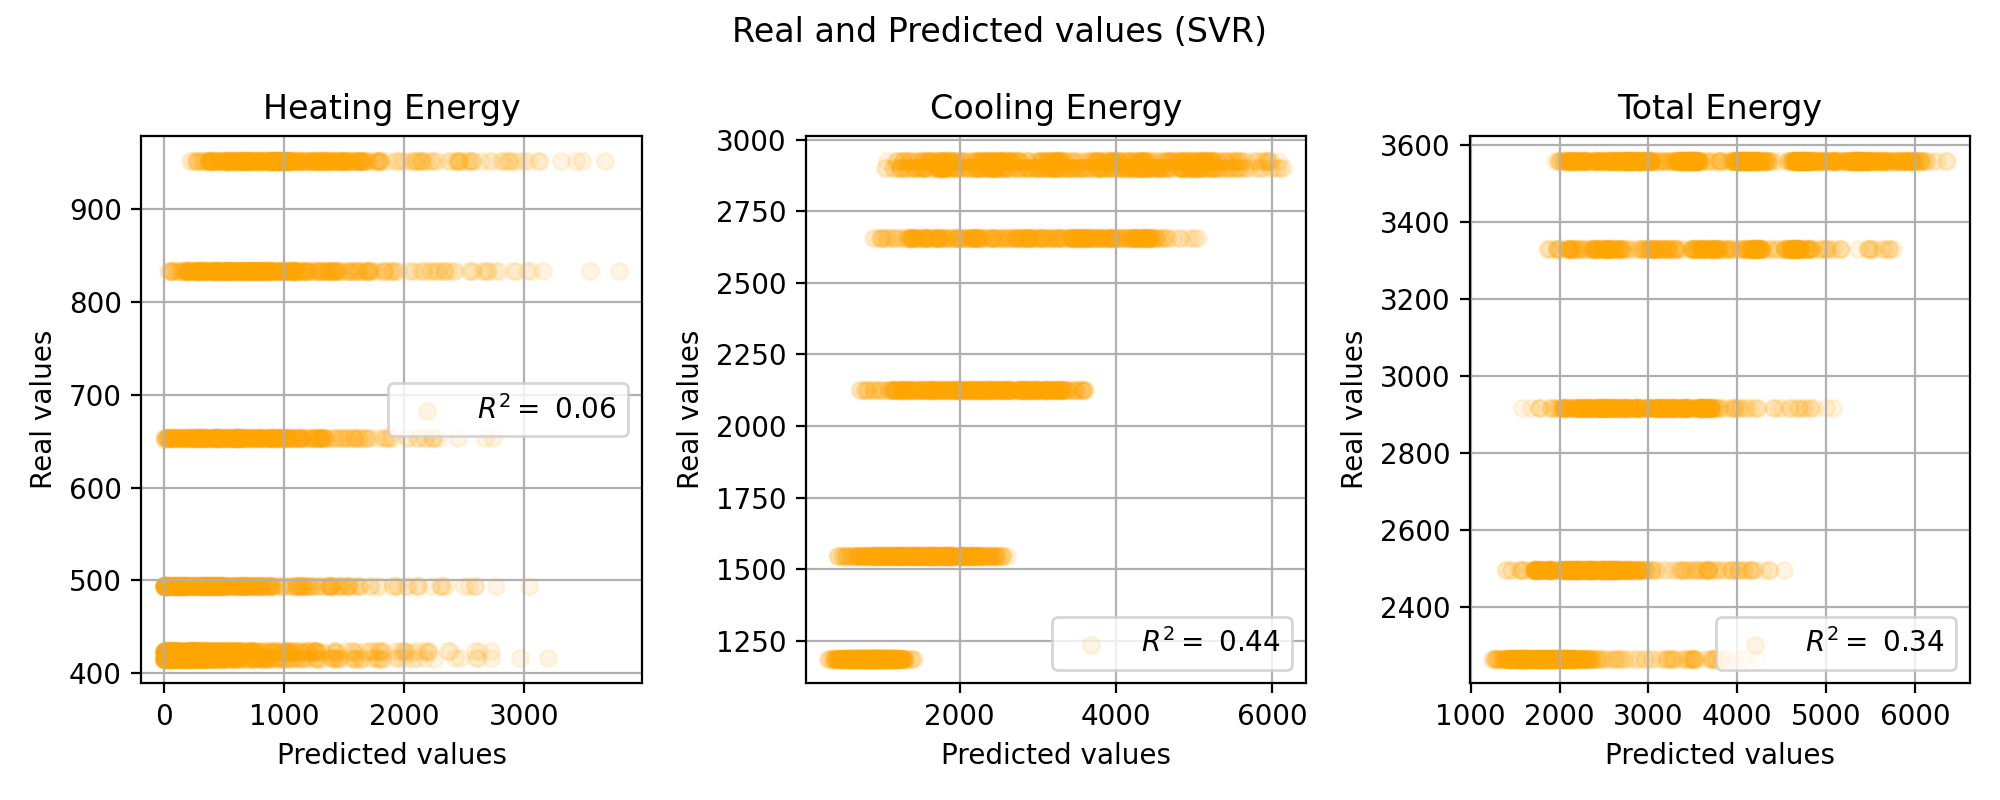 Real and Predicted values (SVR)
Heating Energy
Real values
900
800
700
600
500
400
0 1000 2000 3000
Predicted values
R² = 0.06
Cooling Energy
Real values
3000
2750
2500
2250
2000
1750
1500
1250
2000 4000 6000
Predicted values
R² = 0.44
Total Energy
Real values
3600
3400
3200
3000
2800
2600
2400
1000 2000 3000 4000 5000 6000
Predicted values
R² = 0.34